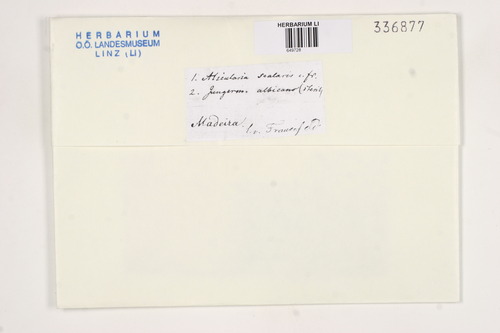 HERBARIUM
O.Ö. LANDESMUSEUM
LINZ (LI)
HERBARIUM LI
336877
1. Alicularia scalaris c. fr.
2. Jungerm. albicans
Madeira.